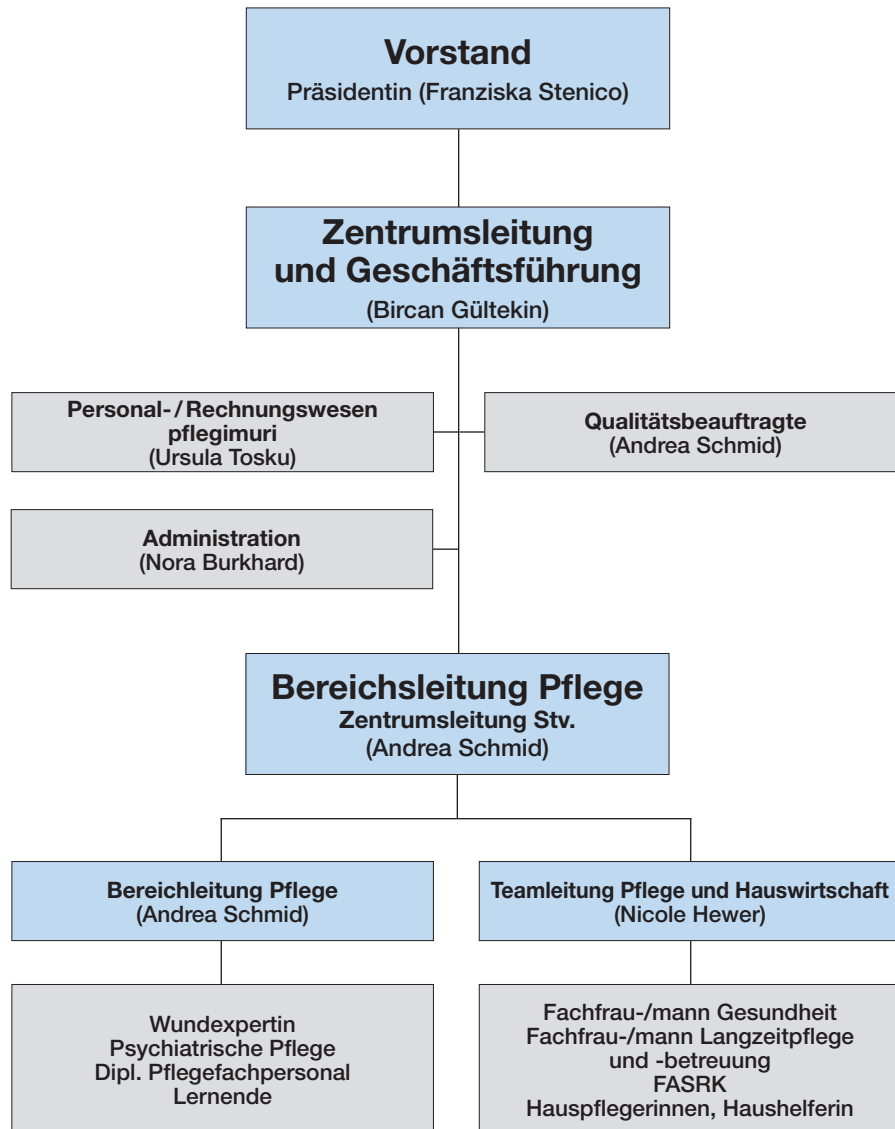 Vorstand
Präsidentin (Franziska Stenico)
Zentrumsleitung
und Geschäftsführung
(Bircan Gültekin)
Personal-/Rechnungswesen
pflegimuri
(Ursula Tosku)
Qualitätsbeauftragte
(Andrea Schmid)
Administration
(Nora Burkhard)
Bereichsleitung Pflege
Zentrumsleitung Stv.
(Andrea Schmid)
Bereichleitung Pflege
(Andrea Schmid)
Teamleitung Pflege und Hauswirtschaft
(Nicole Hewer)
Wundexpertin
Psychiatrische Pflege
Dipl. Pflegefachpersonal
Lernende
Fachfrau-/mann Gesundheit
Fachfrau-/mann Langzeitpflege
und -betreuung
FASRK
Hauspflegerinnen, Haushelferin